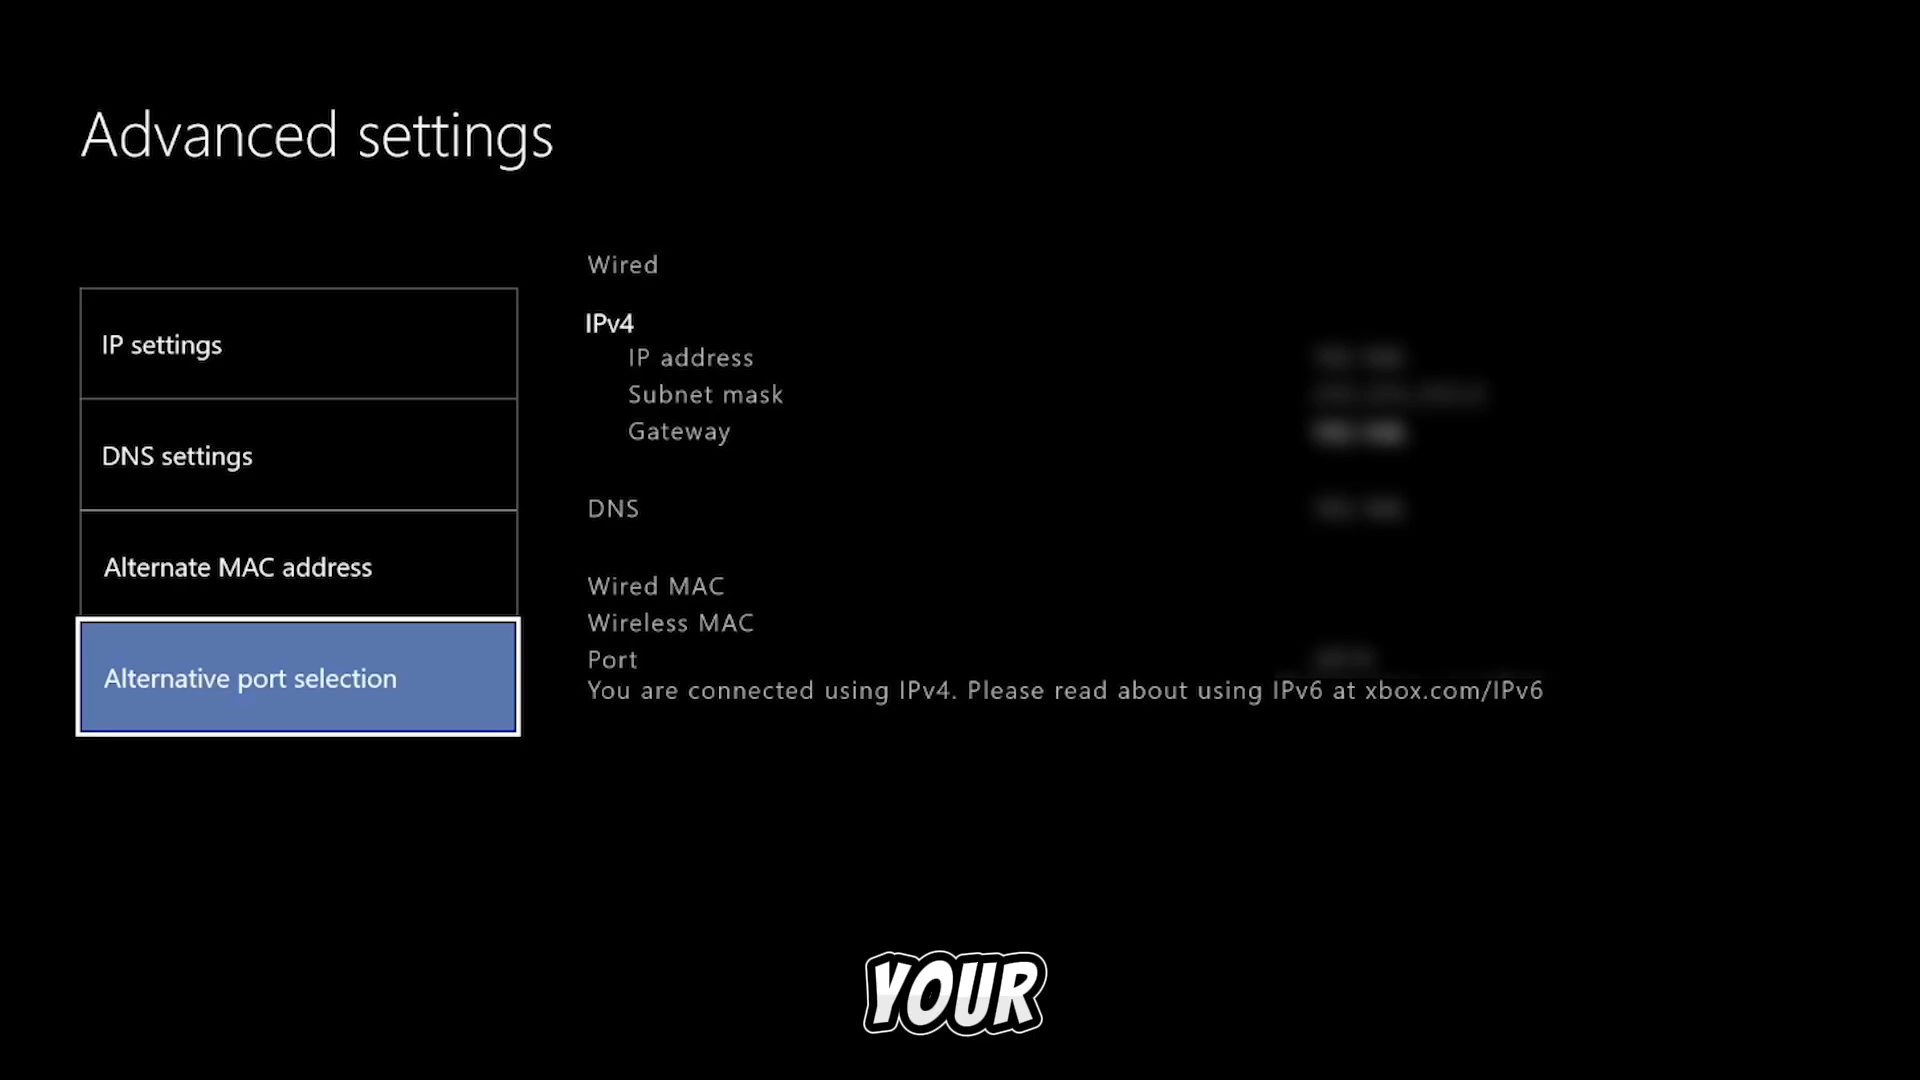 Advanced settings
IP settings
DNS settings
Alternate MAC address
Alternative port selection
Wired
IPv4
IP address
Subnet mask
Gateway
DNS
Wired MAC
Wireless MAC
Port
You are connected using IPv4. Please read about using IPv6 at xbox.com/IPv6
YOUR